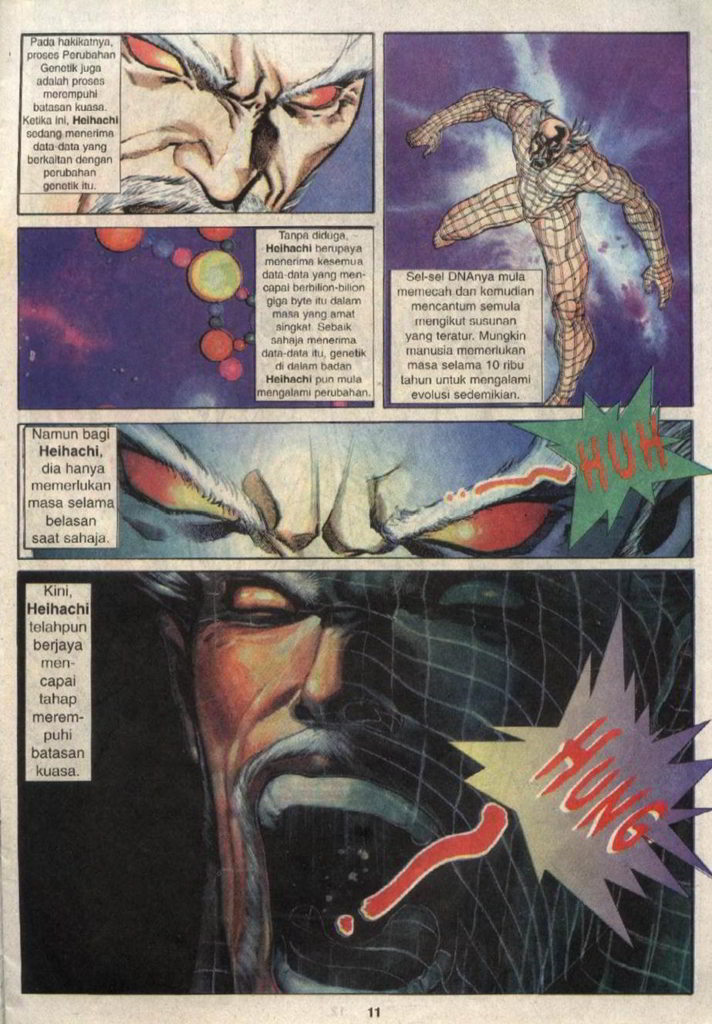 Pada hakikatnya,
proses Perubahan
Genetik juga
adalah proses
merempuhi
batasan kuasa.
Ketika ini, Heihachi
sedang menerima
data-data yang
berkaitan dengan
perubahan
genetik itu.
Tanpa diduga,
Heihachi berupaya
menerima kesemua
data-data yang men-
capai berbilion-bilion
giga byte itu dalam
masa yang amat
singkat. Sebaik
sahaja menerima
data-data itu, genetik
di dalam badan
Heihachi pun mula
mengalami perubahan.
Sel-sel DNAnya mula
memecah dan kemudian
mencantum semula
mengikut susunan
yang teratur. Mungkin
manusia memerlukan
masa selama 10 ribu
tahun untuk mengalami
evolusi sedemikian.
Namun bagi
Heihachi,
dia hanya
memerlukan
masa selama
belasan
saat sahaja.
HUH
Kini,
Heihachi
telahpun
berjaya
men-
capai
tahap
merem-
puhi
batasan
kuasa.
HUNG
11